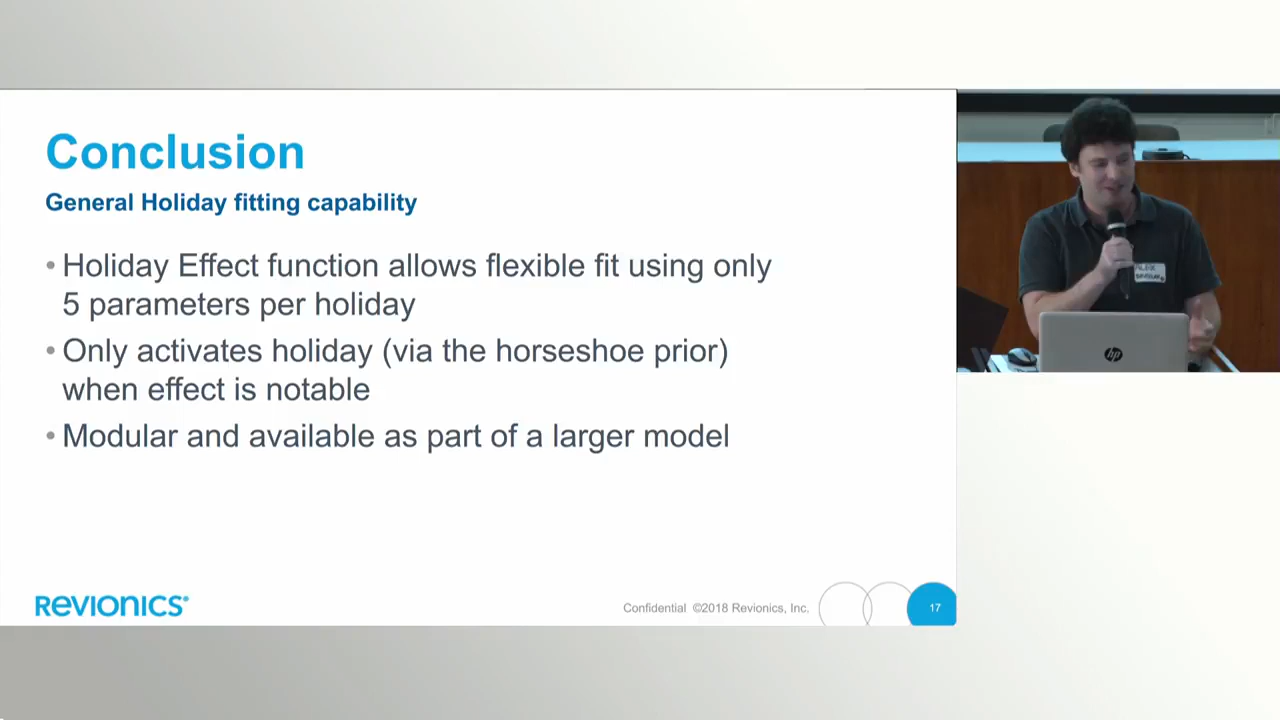 Conclusion
General Holiday fitting capability
• Holiday Effect function allows flexible fit using only
5 parameters per holiday
• Only activates holiday (via the horseshoe prior)
when effect is notable
• Modular and available as part of a larger model
REVIONICS®
Confidential ©2018 Revionics, Inc.
17
ALEX
hp